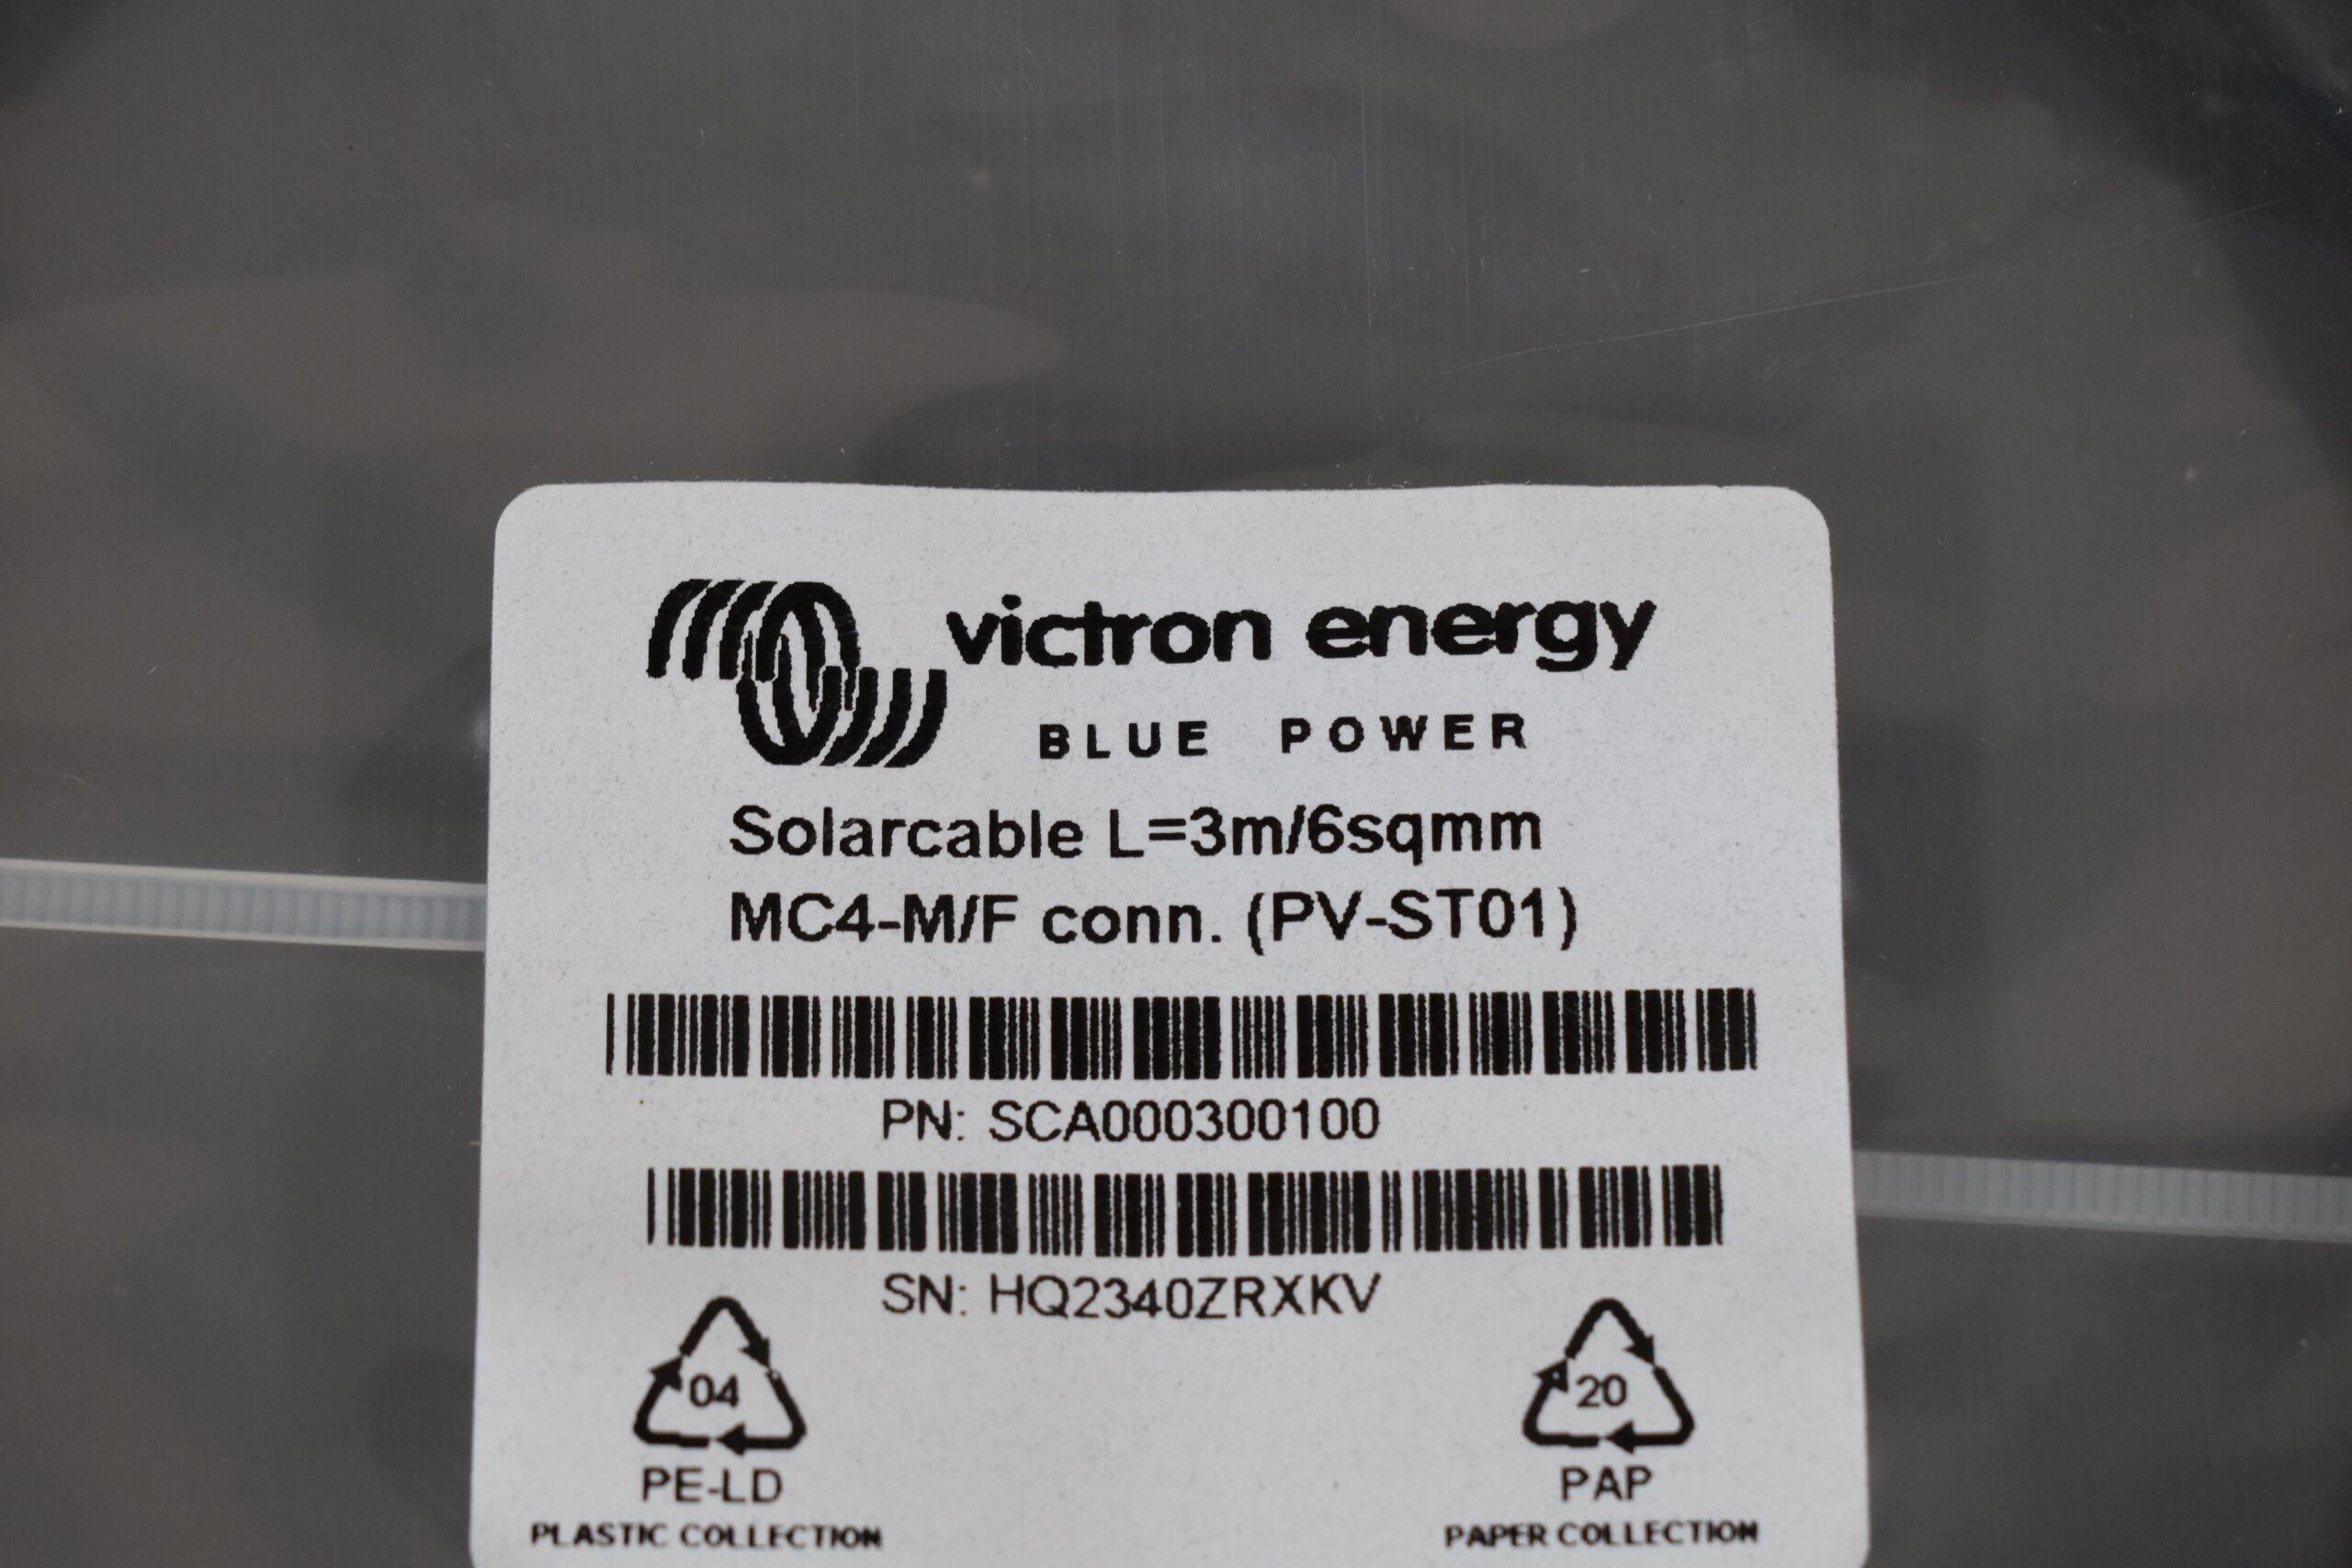 victron energy
BLUE POWER
Solarcable L=3m/6sqmm
MC4-M/F conn. (PV-ST01)
PN: SCA000300100
SN: HQ2340ZRXKV
04
20
PE-LD
PAP
PLASTIC COLLECTION
PAPER COLLECTION